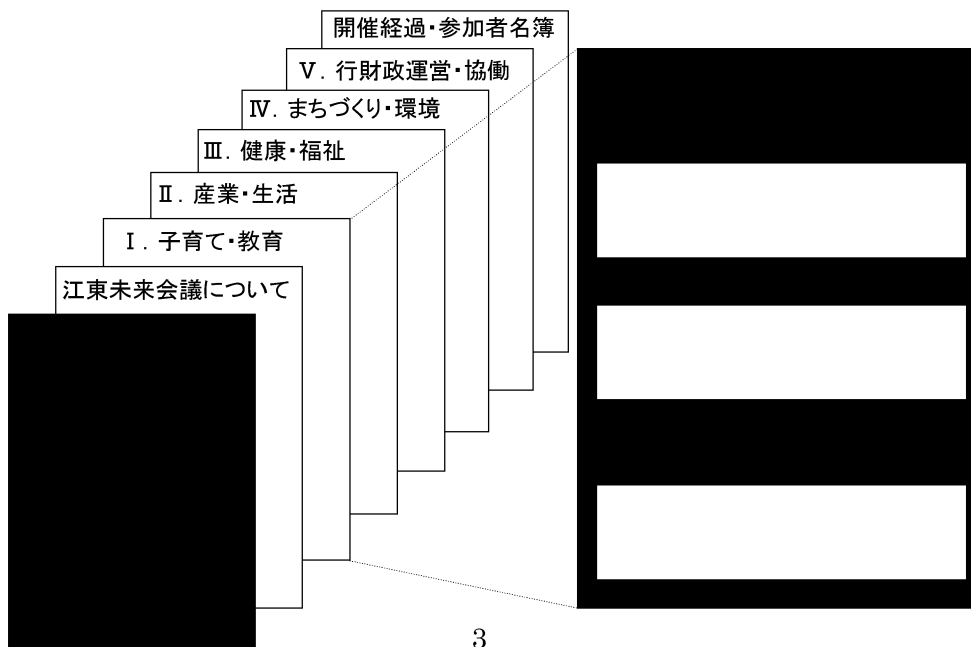 開催経過・参加者名簿
Ⅴ．行財政運営・協働
Ⅳ．まちづくり・環境
Ⅲ．健康・福祉
Ⅱ．産業・生活
Ⅰ．子育て・教育
江東未来会議について
3